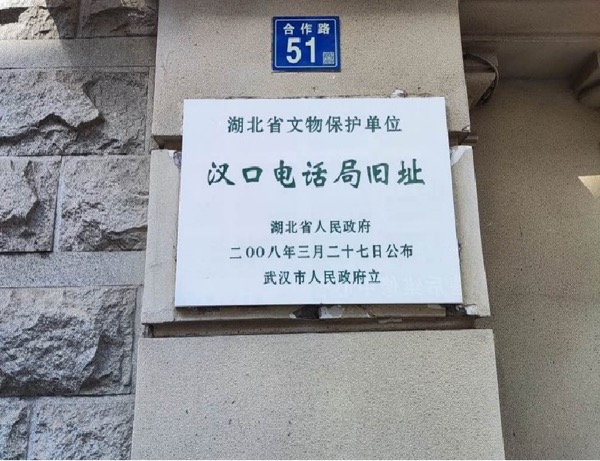 合作路
51
湖北省文物保护单位
汉口电话局旧址
湖北省人民政府
二〇〇八年三月二十七日公布
武汉市人民政府立